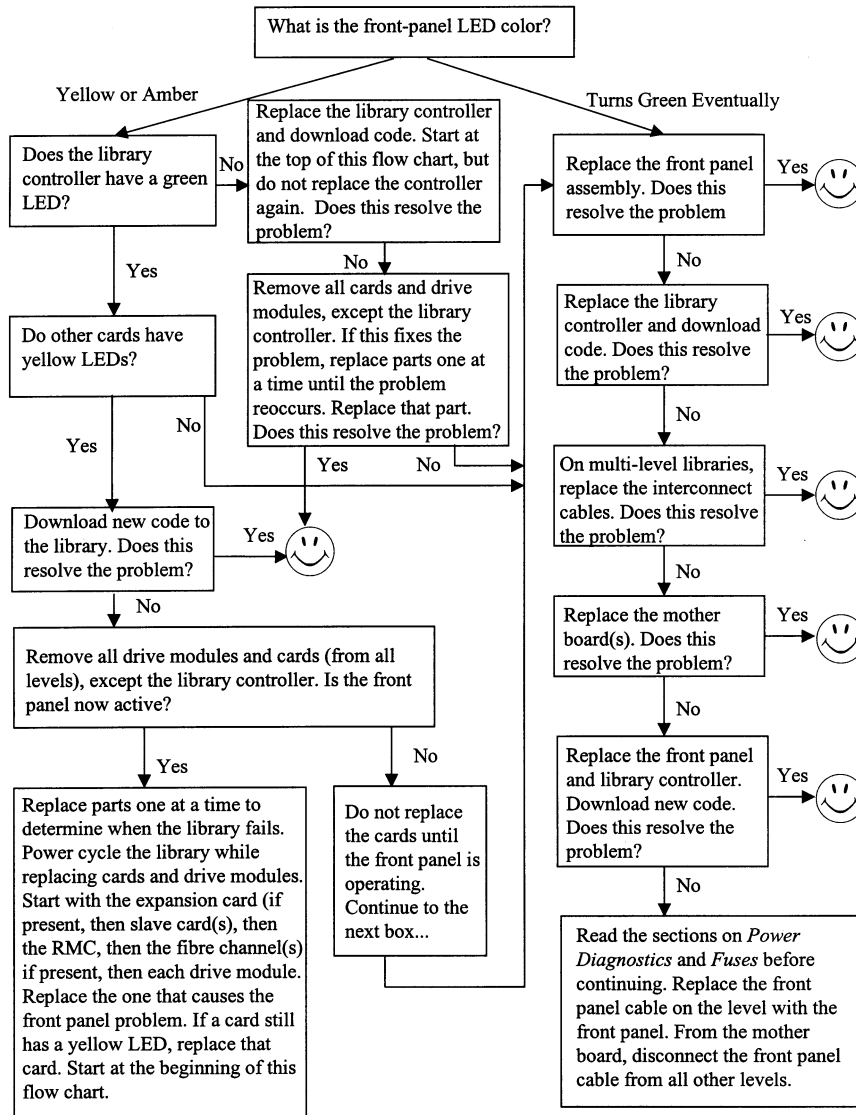 What is the front-panel LED color?
Yellow or Amber
Turns Green Eventually
Does the library
controller have a green
LED?
No
Replace the library controller
and download code. Start at
the top of this flow chart, but
do not replace the controller
again.  Does this resolve the
problem?
Replace the front panel
assembly. Does this
resolve the problem
Yes
Yes
No
No
Do other cards have
yellow LEDs?
Remove all cards and drive
modules, except the library
controller. If this fixes the
problem, replace parts one at
a time until the problem
reoccurs. Replace that part.
Does this resolve the problem?
Replace the library
controller and download
code. Does this resolve
the problem?
Yes
Yes
No
Yes
No
No
On multi-level libraries,
replace the interconnect
cables. Does this resolve
the problem?
Yes
Download new code to
the library. Does this
resolve the problem?
Yes
No
No
Replace the mother
board(s). Does this
resolve the problem?
Yes
Remove all drive modules and cards (from all
levels), except the library controller. Is the front
panel now active?
No
Yes
No
Replace the front panel
and library controller.
Download new code.
Does this resolve the
problem?
Yes
Replace parts one at a time to
determine when the library fails.
Power cycle the library while
replacing cards and drive modules.
Start with the expansion card (if
present, then slave card(s), then
the RMC, then the fibre channel(s)
if present, then each drive module.
Replace the one that causes the
front panel problem. If a card still
has a yellow LED, replace that
card. Start at the beginning of this
flow chart.
Do not replace
the cards until
the front panel is
operating.
Continue to the
next box...
No
Read the sections on Power
Diagnostics and Fuses before
continuing. Replace the front
panel cable on the level with the
front panel. From the mother
board, disconnect the front panel
cable from all other levels.